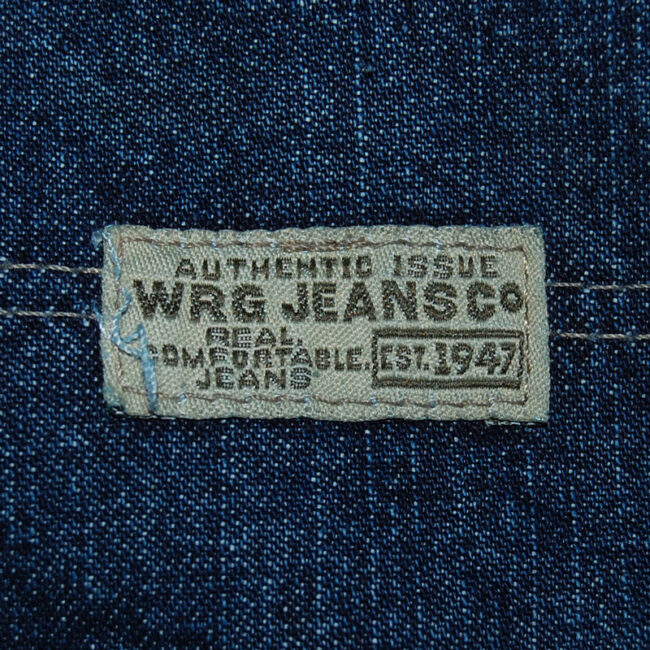 AUTHENTIC ISSUE
WRG JEANS Co
REAL.
COMFORTABLE.
JEANS
EST. 1947